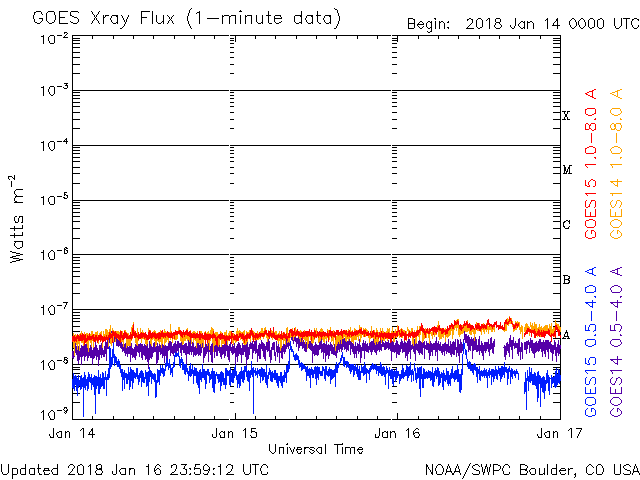 GOES Xray Flux (1-minute data)
Begin: 2018 Jan 14 0000 UTC
10⁻²
10⁻³
10⁻⁴
10⁻⁵
10⁻⁶
10⁻⁷
10⁻⁸
10⁻⁹
Watts m⁻²
X
M
C
B
A
GOES15 1.0-8.0 A
GOES14 1.0-8.0 A
GOES15 0.5-4.0 A
GOES14 0.5-4.0 A
Jan 14
Jan 15
Jan 16
Jan 17
Universal Time
Updated 2018 Jan 16 23:59:12 UTC
NOAA/SWPC Boulder, CO USA